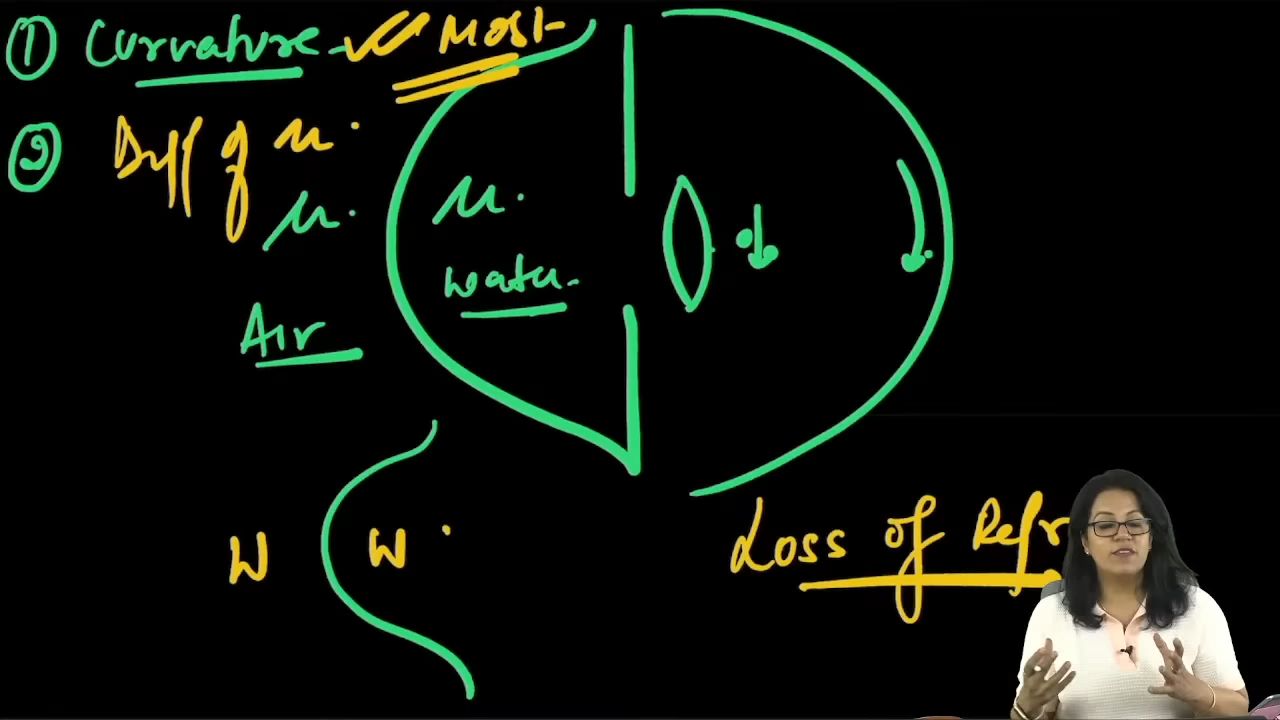 ① Curvature - Most
② Diff of μ.
μ.
μ.
water.
Air
W W
Loss of Refr